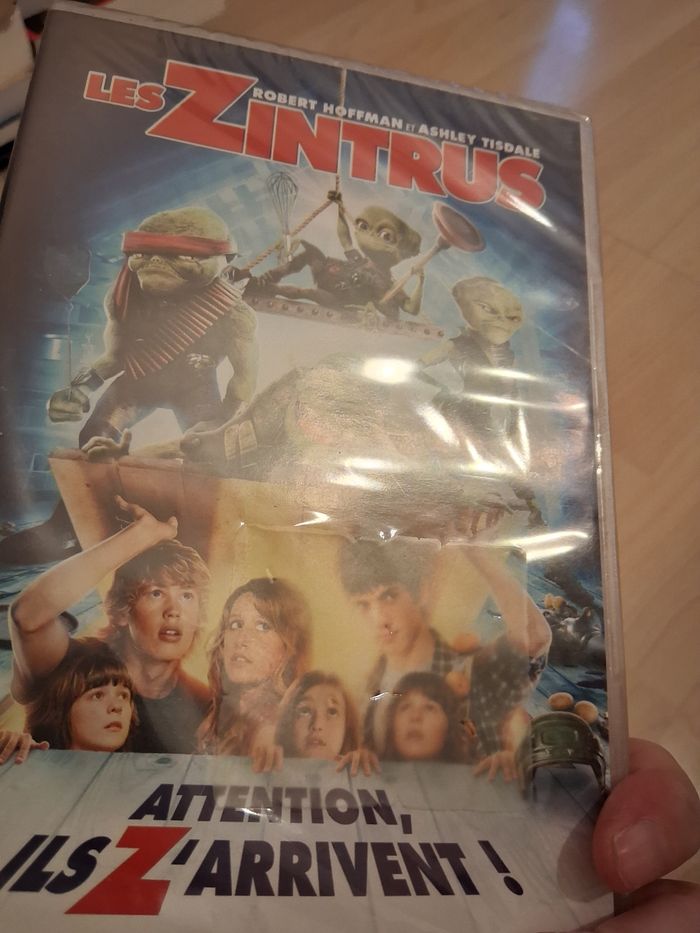 ROBERT HOFFMAN ET ASHLEY TISDALE
LES ZINTRUS
ATTENTION,
ILS Z'ARRIVENT !